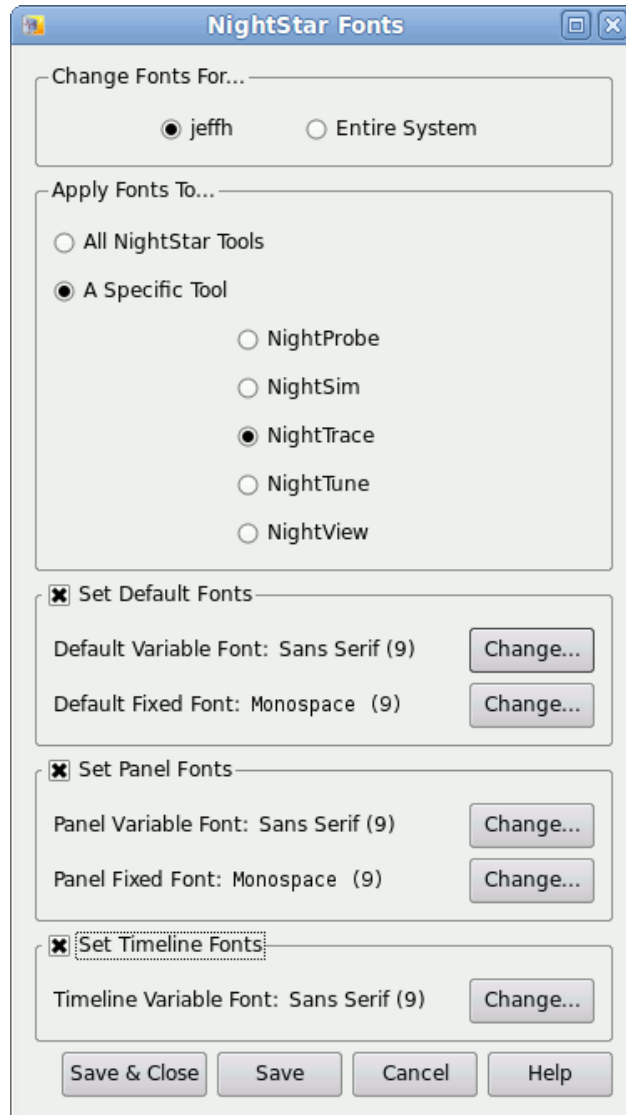 NightStar Fonts
Change Fonts For...
jeffh Entire System
Apply Fonts To...
All NightStar Tools
A Specific Tool
NightProbe
NightSim
NightTrace
NightTune
NightView
Set Default Fonts
Default Variable Font: Sans Serif (9) Change...
Default Fixed Font: Monospace (9) Change...
Set Panel Fonts
Panel Variable Font: Sans Serif (9) Change...
Panel Fixed Font: Monospace (9) Change...
Set Timeline Fonts
Timeline Variable Font: Sans Serif (9) Change...
Save & Close Save Cancel Help